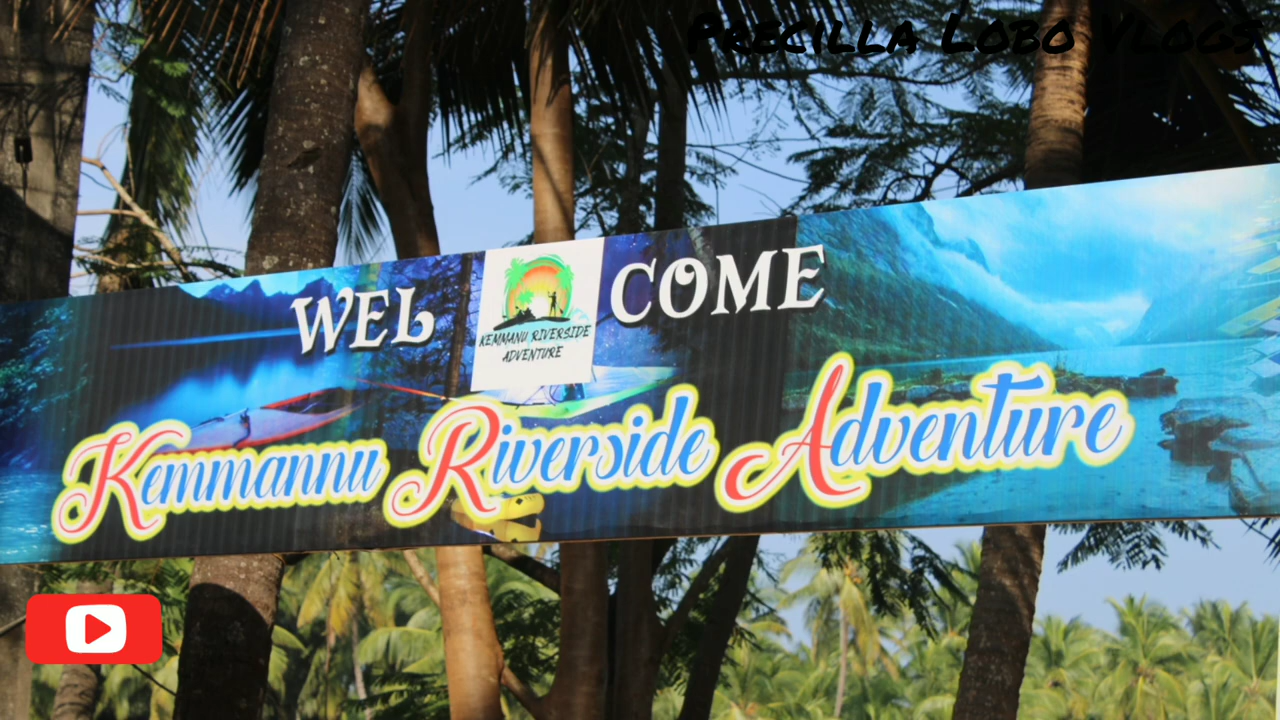 Precilla Lobo Vlogs
WEL COME
KEMMANU RIVERSIDE
ADVENTURE
Kemmannu Riverside Adventure